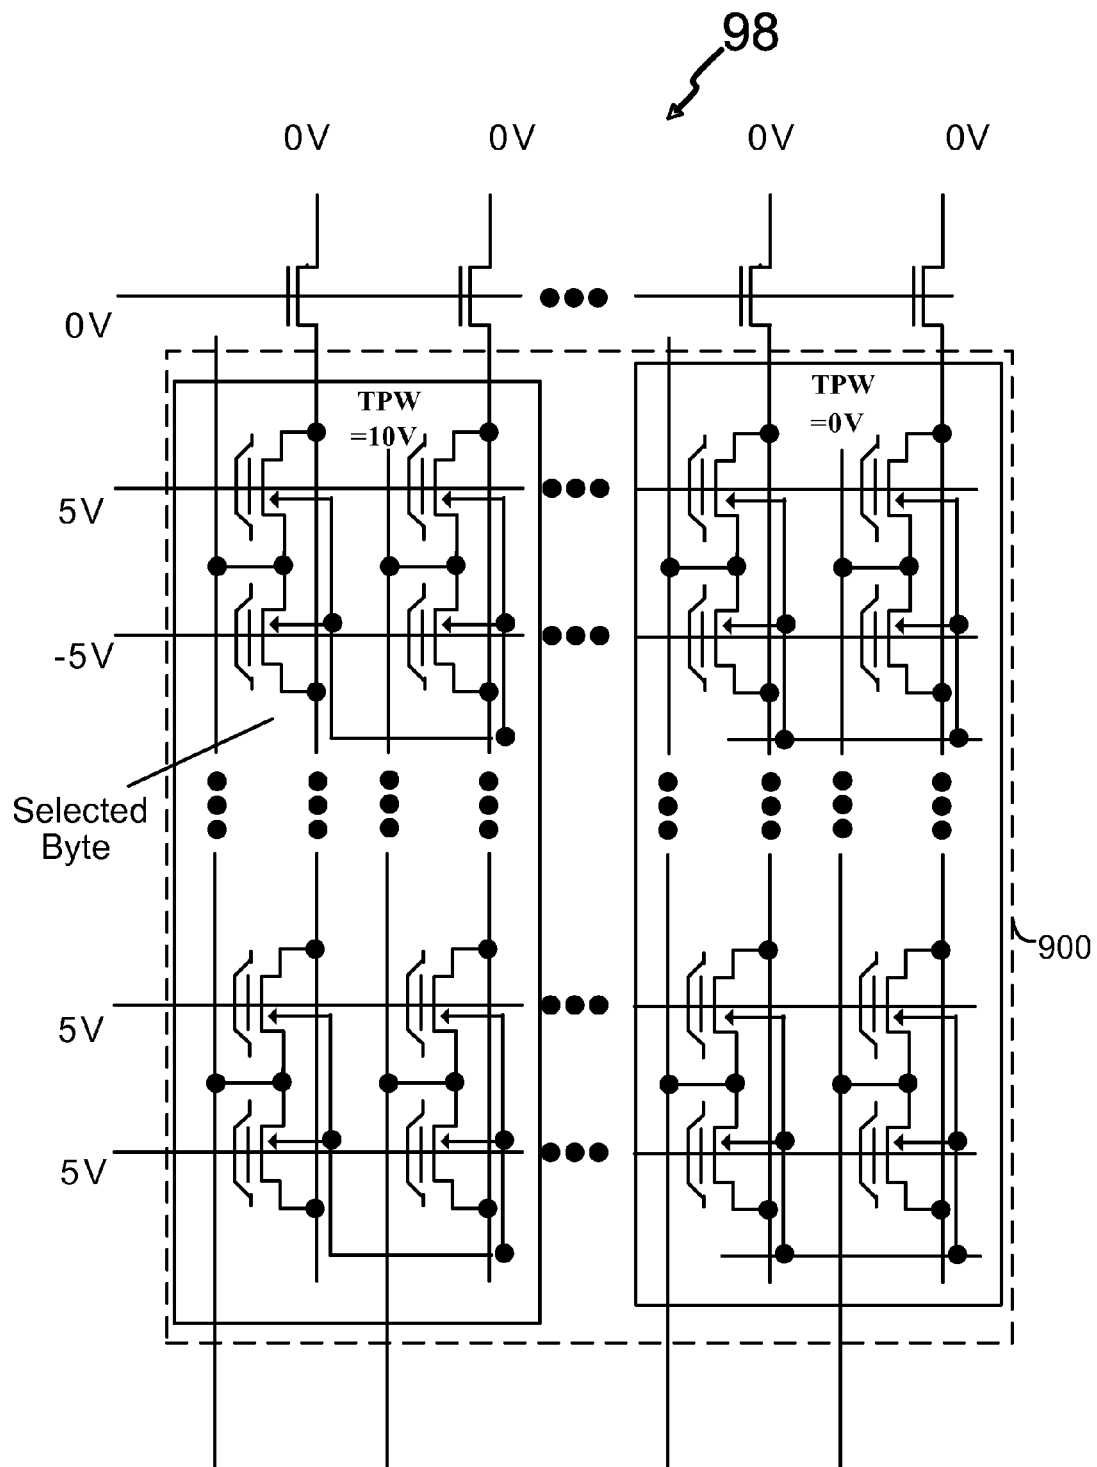 98
0V 0V 0V 0V
0V
TPW
=10V
TPW
=0V
5V
-5V
Selected
Byte
900
5V
5V